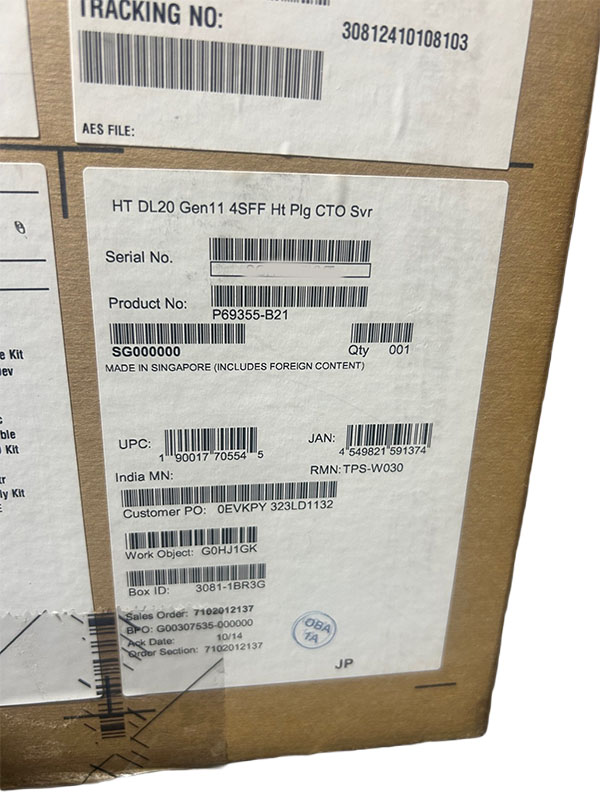 TRACKING NO:
30812410108103
AES FILE:
HT DL20 Gen11 4SFF Ht Plg CTO Svr
Serial No.
Product No:
P69355-B21
SG000000
Qty 001
MADE IN SINGAPORE (INCLUDES FOREIGN CONTENT)
UPC:
1 90017 70554 5
JAN:
4 549821 591374
India MN:
RMN: TPS-W030
Customer PO: 0EVKPY 323LD1132
Work Object: G0HJ1GK
Box ID: 3081-1BR3G
Sales Order: 7102012137
BPO: G00307535-000000
Ack Date: 10/14
Order Section: 7102012137
OBA
1A
JP
e Kit
ev
ble
Kit
r
ly Kit